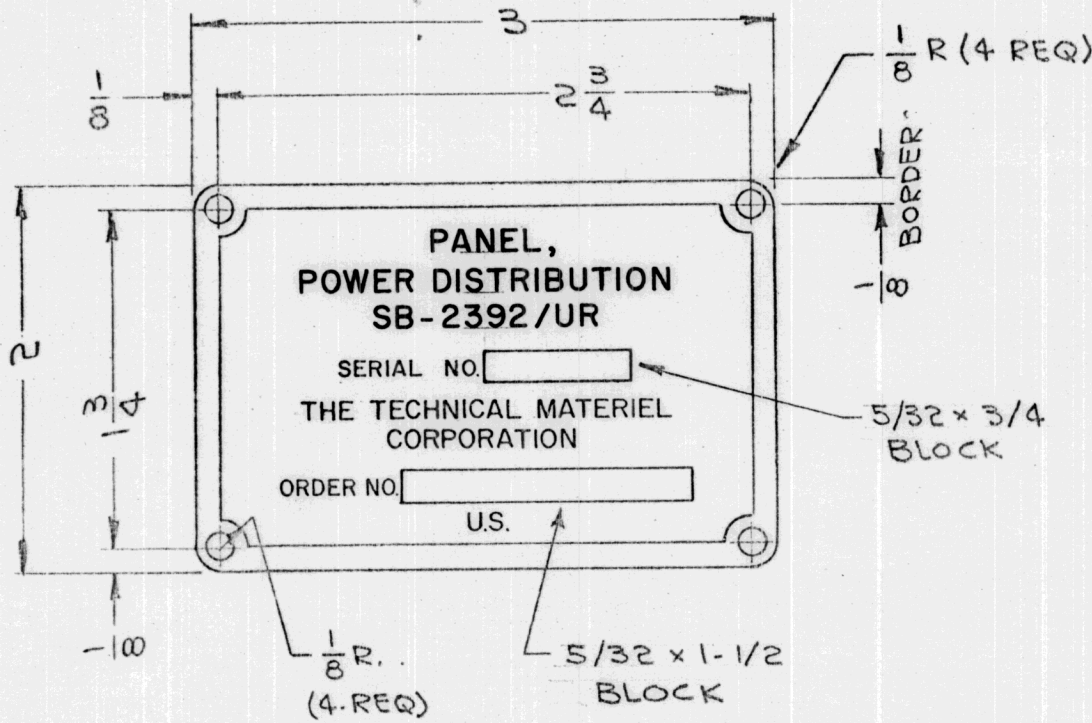 3
1/8
2 3/4
1/8 R (4 REQ)
1/8 BORDER
2
1 3/4
1/8
PANEL,
POWER DISTRIBUTION
SB-2392/UR
SERIAL NO.
THE TECHNICAL MATERIEL
CORPORATION
ORDER NO.
U.S.
5/32 x 3/4
BLOCK
1/8 R.
(4.REQ)
5/32 x 1-1/2
BLOCK